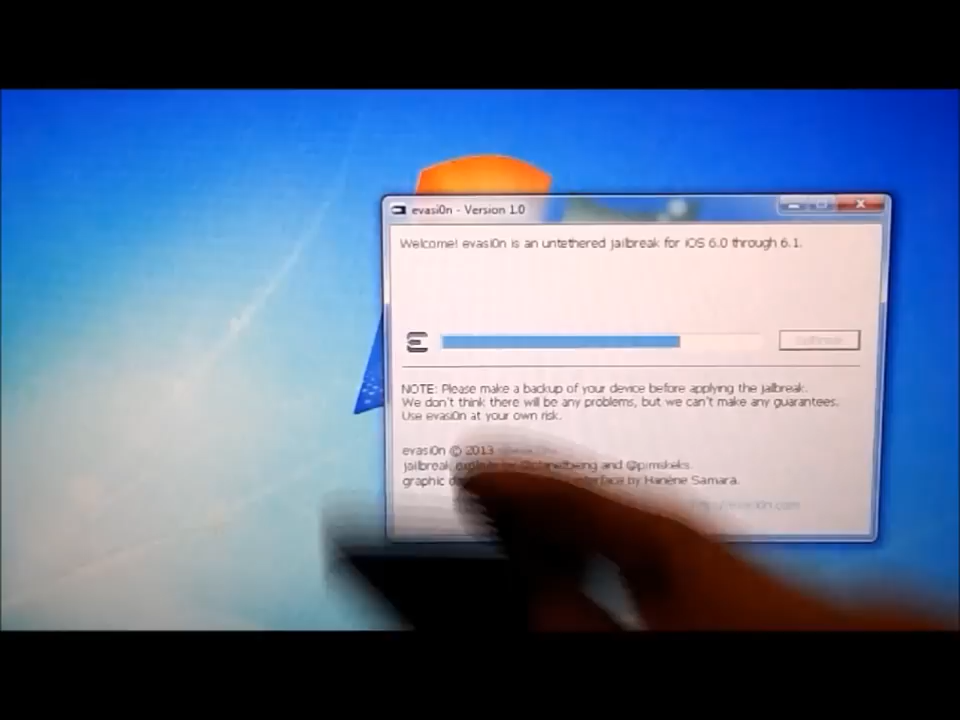 evasi0n - Version 1.0
Welcome! evasi0n is an untethered jailbreak for iOS 6.0 through 6.1.
NOTE: Please make a backup of your device before applying the jailbreak.
We don't think there will be any problems, but we can't make any guarantees.
Use evasi0n at your own risk.
evasi0n © 2013
jailbreak and @pimskeks.
graphic interface by Hanène Samara.